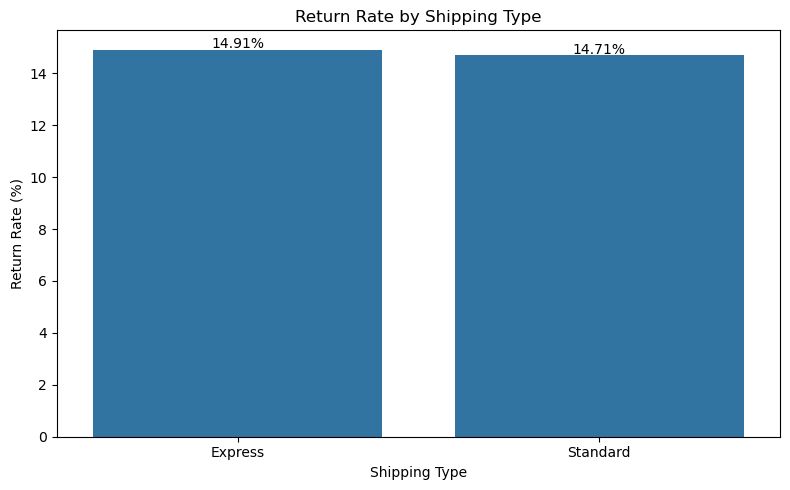 Return Rate by Shipping Type
14.91%
14.71%
14
12
10
8
6
4
2
0
Return Rate (%)
Express
Standard
Shipping Type